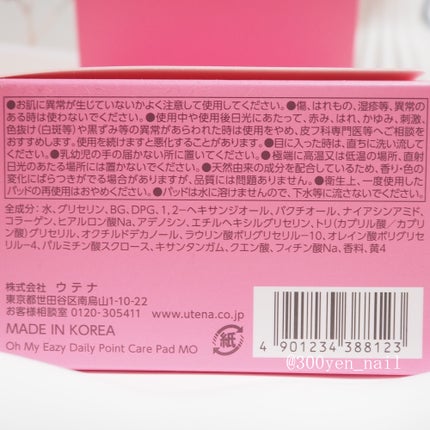 ●お肌に異常が生じていないかよく注意して使用してください。●傷、はれもの、湿疹等、異常の
ある時は使わないでください。●使用中や使用後日光にあたって、赤み、はれ、かゆみ、刺激、
色抜け(白斑等)や黒ずみ等の異常があらわれた時は使用をやめ、皮フ科専門医等へご相談を
おすすめします。使用を続けますと悪化することがあります。●目に入った時は、直ちに洗い流し
てください。●乳幼児の手の届かない所に置いてください。●極端に高温又は低温の場所、直射
日光のあたる場所には置かないでください。●天然由来の成分を配合しているため、香り・色の
変化にばらつきがでる場合がありますが、品質には問題ありません。●衛生上、一度使用した
パッドの再使用はおやめください。●パッドは水に溶けませんので、下水等に流さないでください。
全成分:水、グリセリン、BG、DPG、1,2-ヘキサンジオール、バクチオール、ナイアシンアミド、
コラーゲン、ヒアルロン酸Na、アデノシン、エチルヘキシルグリセリン、トリ(カプリル酸/カプリ
ン酸)グリセリル、オクチルドデカノール、ラウリン酸ポリグリセリル-10、オレイン酸ポリグリセ
リル-4、パルミチン酸スクロース、キサンタンガム、クエン酸、フィチン酸Na、香料、黄4
株式会社 ウテナ
東京都世田谷区南烏山1-10-22
お客様相談室 0120-305411 www.utena.co.jp
MADE IN KOREA
Oh My Eazy Daily Point Care Pad MO
紙
4 901234 388123
@300yen_nail